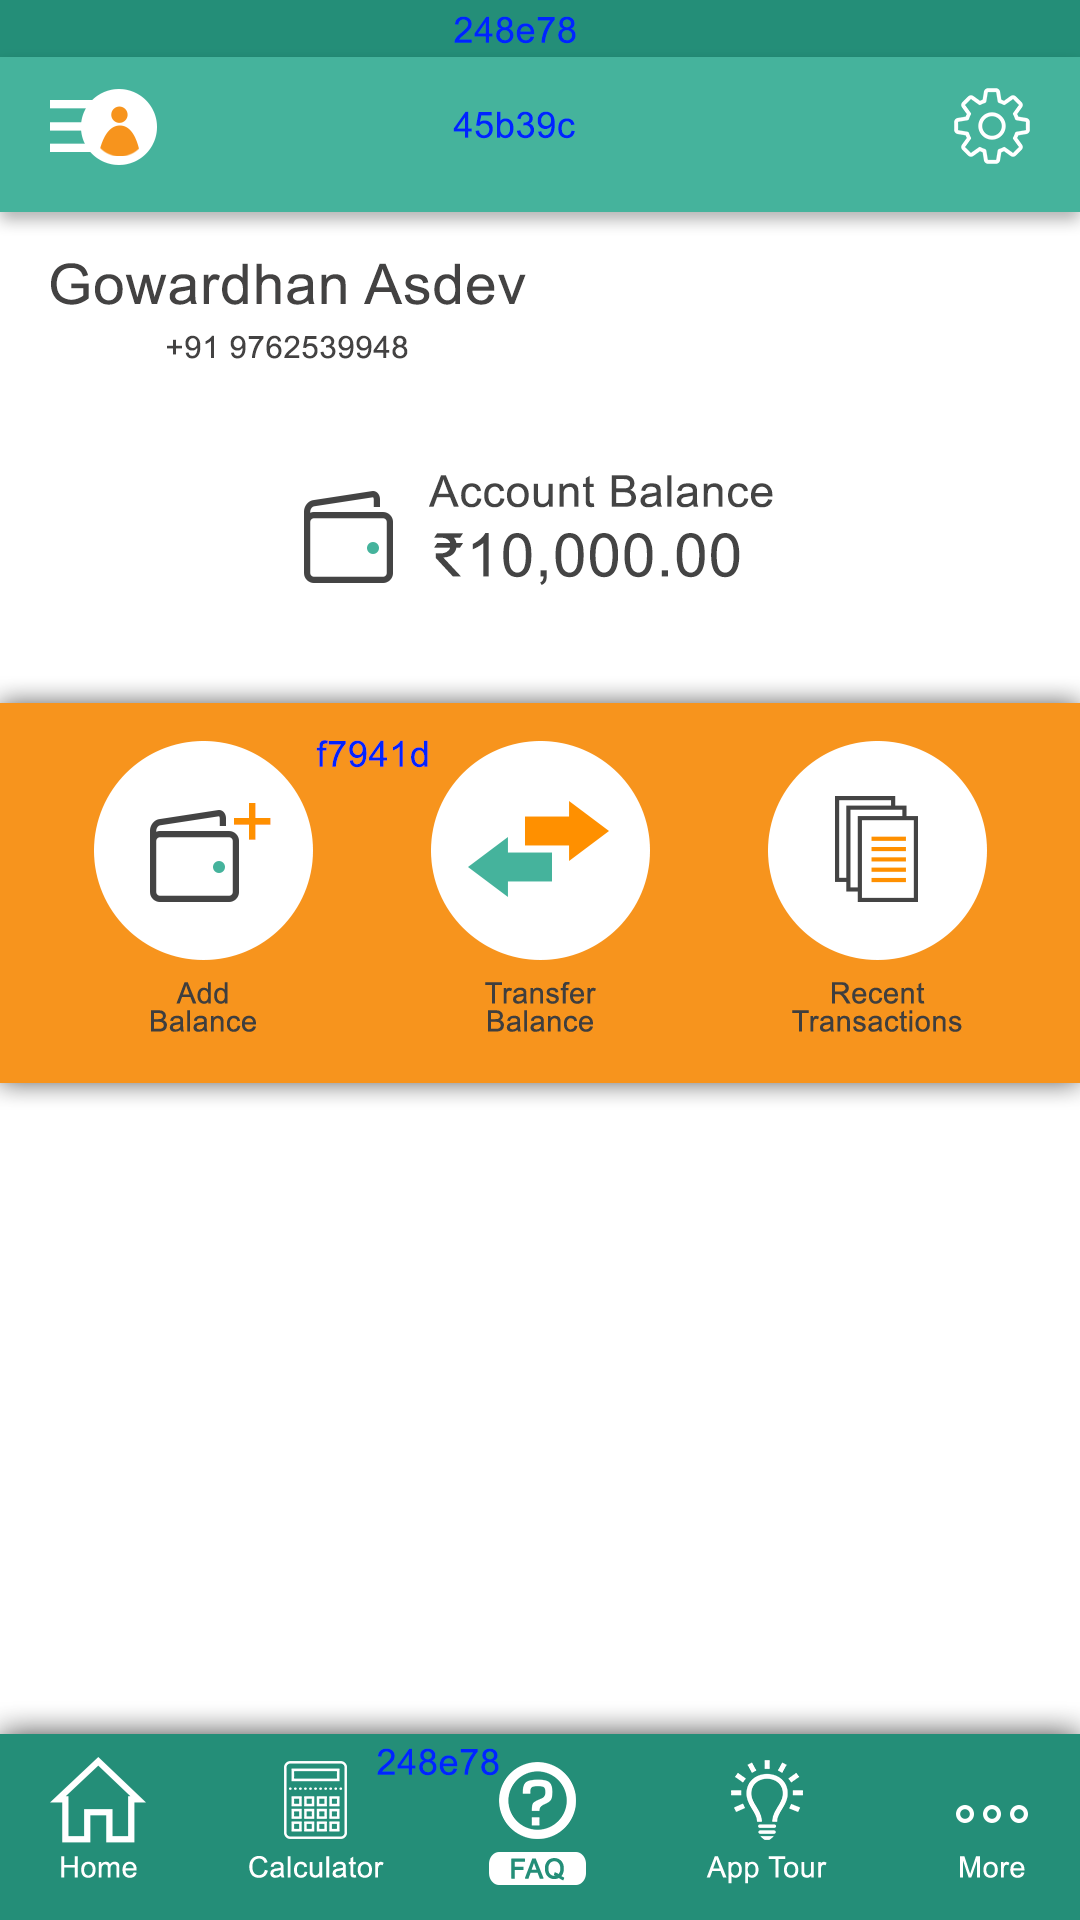 248e78
45b39c
Gowardhan Asdev
+91 9762539948
Account Balance
₹10,000.00
f7941d
Add
Balance
Transfer
Balance
Recent
Transactions
248e78
Home
Calculator
FAQ
App Tour
More